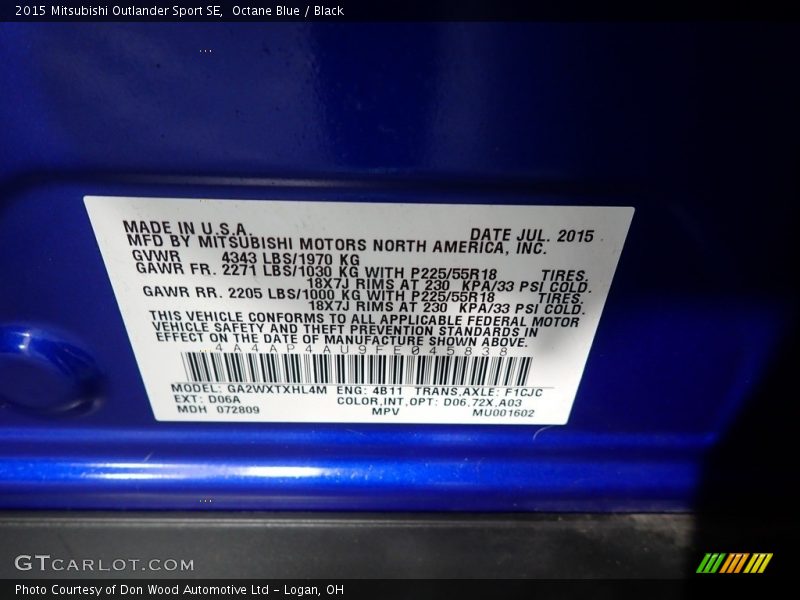 2015 Mitsubishi Outlander Sport SE,  Octane Blue / Black
MADE IN U.S.A. DATE JUL. 2015
MFD BY MITSUBISHI MOTORS NORTH AMERICA, INC.
GVWR 4343 LBS/1970 KG
GAWR FR. 2271 LBS/1030 KG WITH P225/55R18 TIRES.
18X7J RIMS AT 230 KPA/33 PSI COLD.
GAWR RR. 2205 LBS/1000 KG WITH P225/55R18 TIRES.
18X7J RIMS AT 230 KPA/33 PSI COLD.
THIS VEHICLE CONFORMS TO ALL APPLICABLE FEDERAL MOTOR
VEHICLE SAFETY AND THEFT PREVENTION STANDARDS IN
EFFECT ON THE DATE OF MANUFACTURE SHOWN ABOVE.
4A4AP4AU9FE045838
MODEL: GA2WXTXHL4M ENG: 4B11 TRANS,AXLE: F1CJC
EXT: D06A COLOR,INT,OPT: D06,72X,A03
MDH 072809 MPV MU001602
GTCARLOT.COM
Photo Courtesy of Don Wood Automotive Ltd - Logan, OH